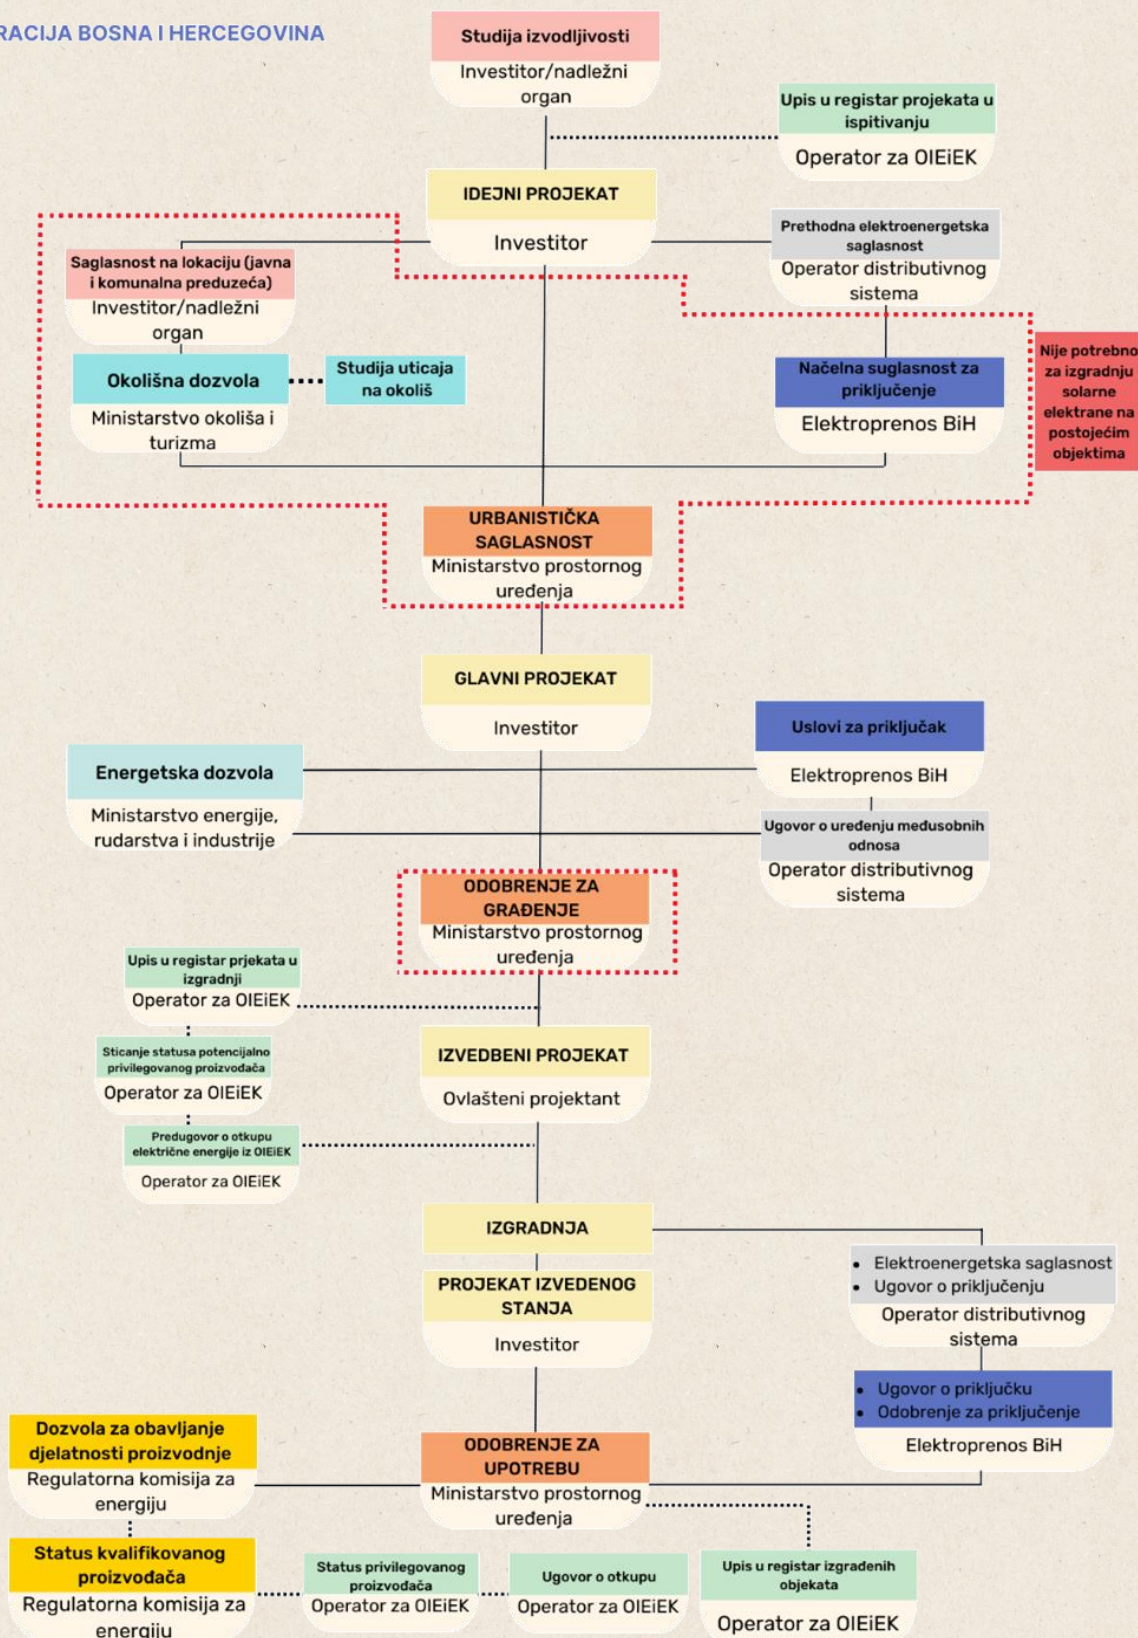 RACIJA BOSNA I HERCEGOVINA
Studija izvodljivosti
Investitor/nadležni
organ
Upis u registar projekata u
ispitivanju
Operator za OIEiEK
IDEJNI PROJEKAT
Investitor
Prethodna elektroenergetska
saglasnost
Operator distributivnog
sistema
Saglasnost na lokaciju (javna
i komunalna preduzeća)
Investitor/nadležni
organ
Okolišna dozvola
Ministarstvo okoliša i
turizma
Studija uticaja
na okoliš
Načelna suglasnost za
priključenje
Elektroprenos BiH
Nije potrebno
za izgradnju
solarne
elektrane na
postojećim
objektima
URBANISTIČKA
SAGLASNOST
Ministarstvo prostornog
uređenja
GLAVNI PROJEKAT
Investitor
Uslovi za priključak
Elektroprenos BiH
Energetska dozvola
Ministarstvo energije,
rudarstva i industrije
Ugovor o uređenju međusobnih
odnosa
Operator distributivnog
sistema
ODOBRENJE ZA
GRAĐENJE
Ministarstvo prostornog
uređenja
Upis u registar prjekata u
izgradnji
Operator za OIEiEK
Sticanje statusa potencijalno
privilegovanog proizvođača
Operator za OIEiEK
IZVEDBENI PROJEKAT
Ovlašteni projektant
Predugovor o otkupu
električne energije iz OIEiEK
Operator za OIEiEK
IZGRADNJA
PROJEKAT IZVEDENOG
STANJA
Investitor
• Elektroenergetska saglasnost
• Ugovor o priključenju
Operator distributivnog
sistema
• Ugovor o priključku
• Odobrenje za priključenje
Elektroprenos BiH
Dozvola za obavljanje
djelatnosti proizvodnje
Regulatorna komisija za
energiju
ODOBRENJE ZA
UPOTREBU
Ministarstvo prostornog
uređenja
Status kvalifikovanog
proizvođača
Regulatorna komisija za
energiju
Status privilegovanog
proizvođača
Operator za OIEiEK
Ugovor o otkupu
Operator za OIEiEK
Upis u registar izgrađenih
objekata
Operator za OIEiEK